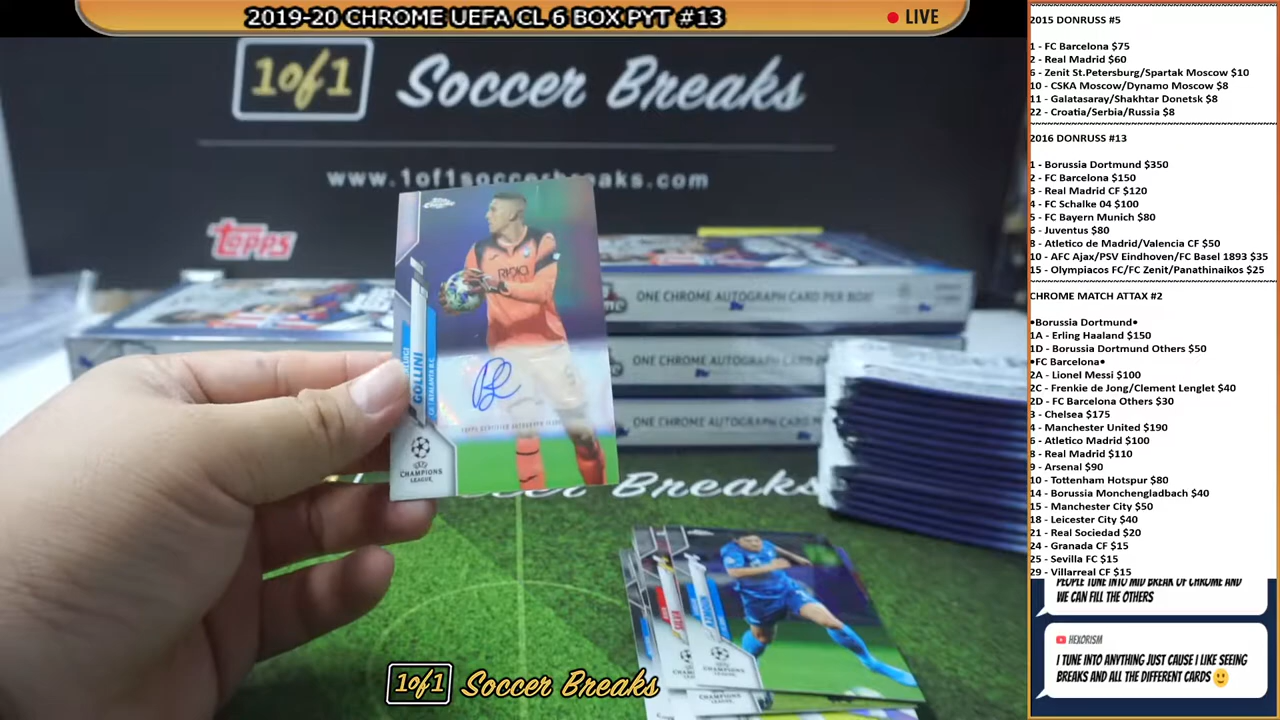 2019-20 CHROME UEFA CL 6 BOX PYT #13
LIVE
1of1 Soccer Breaks
www.1of1soccerbreaks.com
topps
ONE CHROME AUTOGRAPH CARD PER BOX
ONE CHROME
ONE CHROME AUTOGRAPH CARD
GOLLINI
ATALANTA B.C.
TOPPS CERTIFIED AUTOGRAPH ISSUE
UEFA
CHAMPIONS
LEAGUE
cer Breaks
SILVA
1of1 Soccer Breaks
2015 DONRUSS #5
1 - FC Barcelona $75
2 - Real Madrid $60
6 - Zenit St.Petersburg/Spartak Moscow $10
10 - CSKA Moscow/Dynamo Moscow $8
11 - Galatasaray/Shakhtar Donetsk $8
22 - Croatia/Serbia/Russia $8
2016 DONRUSS #13
1 - Borussia Dortmund $350
2 - FC Barcelona $150
3 - Real Madrid CF $120
4 - FC Schalke 04 $100
5 - FC Bayern Munich $80
6 - Juventus $80
8 - Atletico de Madrid/Valencia CF $50
10 - AFC Ajax/PSV Eindhoven/FC Basel 1893 $35
15 - Olympiacos FC/FC Zenit/Panathinaikos $25
CHROME MATCH ATTAX #2
•Borussia Dortmund•
1A - Erling Haaland $150
1D - Borussia Dortmund Others $50
•FC Barcelona•
2A - Lionel Messi $100
2C - Frenkie de Jong/Clement Lenglet $40
2D - FC Barcelona Others $30
3 - Chelsea $175
4 - Manchester United $190
6 - Atletico Madrid $100
8 - Real Madrid $110
9 - Arsenal $90
10 - Tottenham Hotspur $80
14 - Borussia Monchengladbach $40
15 - Manchester City $50
18 - Leicester City $40
21 - Real Sociedad $20
24 - Granada CF $15
25 - Sevilla FC $15
29 - Villarreal CF $15
PEOPLE TUNE INTO MID BREAK OF CHROME AND
WE CAN FILL THE OTHERS
HEXORISM
I TUNE INTO ANYTHING JUST CAUSE I LIKE SEEING
BREAKS AND ALL THE DIFFERENT CARDS 🙂